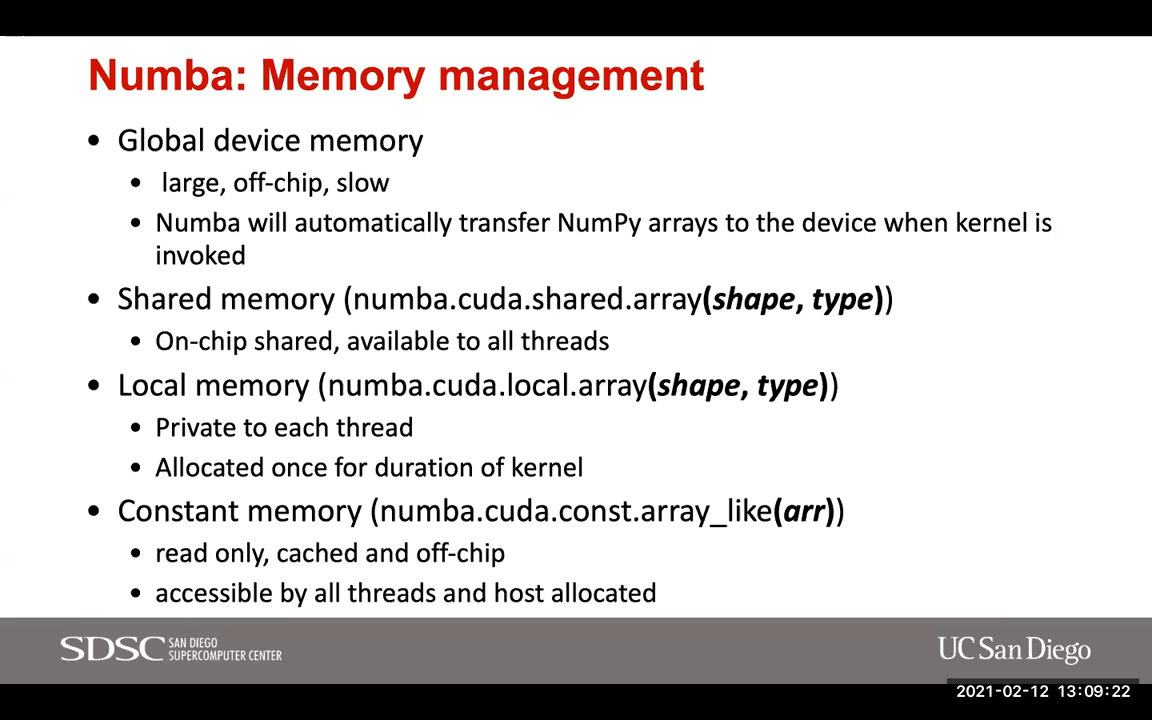 Numba: Memory management
• Global device memory
• large, off-chip, slow
• Numba will automatically transfer NumPy arrays to the device when kernel is
invoked
• Shared memory (numba.cuda.shared.array(shape, type))
• On-chip shared, available to all threads
• Local memory (numba.cuda.local.array(shape, type))
• Private to each thread
• Allocated once for duration of kernel
• Constant memory (numba.cuda.const.array_like(arr))
• read only, cached and off-chip
• accessible by all threads and host allocated
SDSC SAN DIEGO
SUPERCOMPUTER CENTER
UC San Diego
2021-02-12 13:09:22